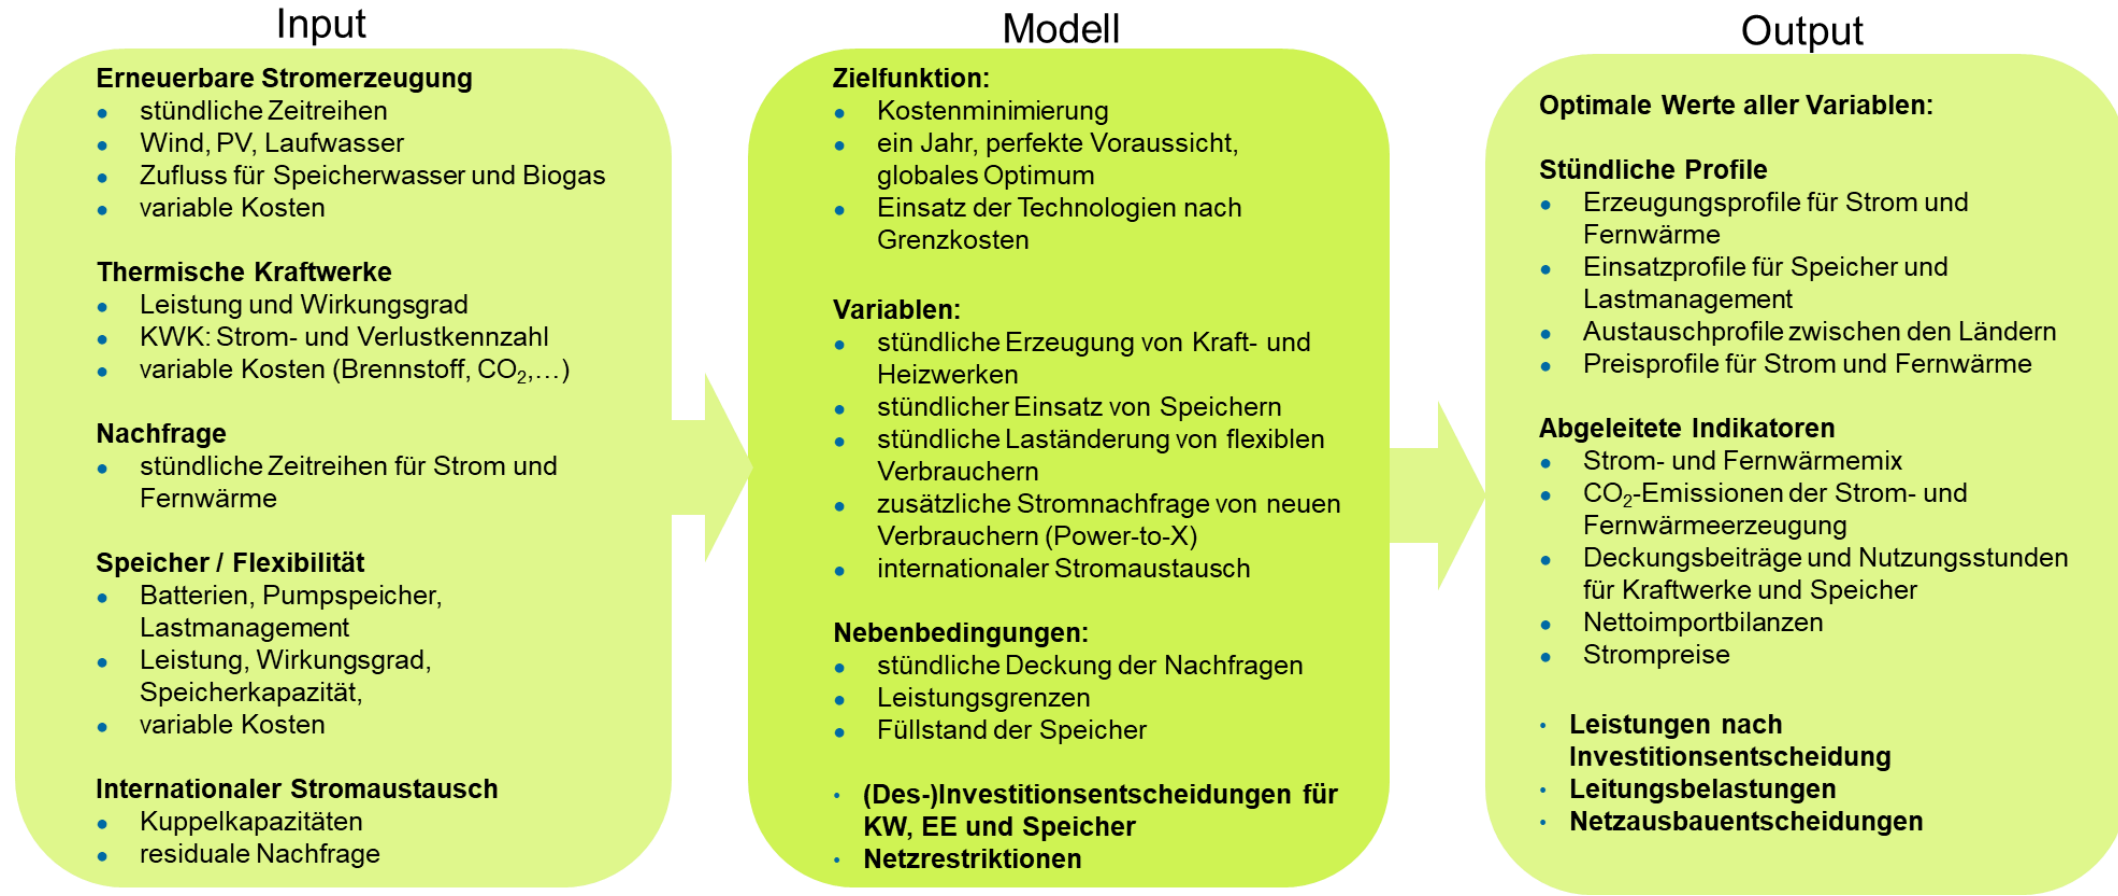 Input
Erneuerbare Stromerzeugung
• stündliche Zeitreihen
• Wind, PV, Laufwasser
• Zufluss für Speicherwasser und Biogas
• variable Kosten
Thermische Kraftwerke
• Leistung und Wirkungsgrad
• KWK: Strom- und Verlustkennzahl
• variable Kosten (Brennstoff, CO₂,…)
Nachfrage
• stündliche Zeitreihen für Strom und
Fernwärme
Speicher / Flexibilität
• Batterien, Pumpspeicher,
Lastmanagement
• Leistung, Wirkungsgrad,
Speicherkapazität,
• variable Kosten
Internationaler Stromaustausch
• Kuppelkapazitäten
• residuale Nachfrage
Modell
Zielfunktion:
• Kostenminimierung
• ein Jahr, perfekte Voraussicht,
globales Optimum
• Einsatz der Technologien nach
Grenzkosten
Variablen:
• stündliche Erzeugung von Kraft- und
Heizwerken
• stündlicher Einsatz von Speichern
• stündliche Laständerung von flexiblen
Verbrauchern
• zusätzliche Stromnachfrage von neuen
Verbrauchern (Power-to-X)
• internationaler Stromaustausch
Nebenbedingungen:
• stündliche Deckung der Nachfragen
• Leistungsgrenzen
• Füllstand der Speicher
• (Des-)Investitionsentscheidungen für
KW, EE und Speicher
• Netzrestriktionen
Output
Optimale Werte aller Variablen:
Stündliche Profile
• Erzeugungsprofile für Strom und
Fernwärme
• Einsatzprofile für Speicher und
Lastmanagement
• Austauschprofile zwischen den Ländern
• Preisprofile für Strom und Fernwärme
Abgeleitete Indikatoren
• Strom- und Fernwärmemix
• CO₂-Emissionen der Strom- und
Fernwärmeerzeugung
• Deckungsbeiträge und Nutzungsstunden
für Kraftwerke und Speicher
• Nettoimportbilanzen
• Strompreise
• Leistungen nach
Investitionsentscheidung
• Leitungsbelastungen
• Netzausbauentscheidungen